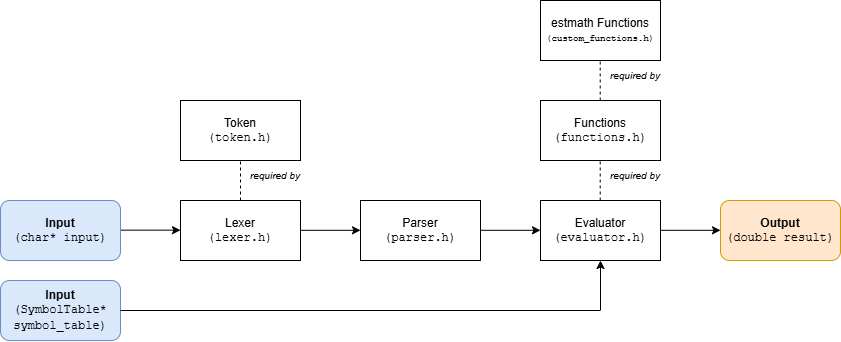 estmath Functions
(custom_functions.h)
required by
Token
(token.h)
Functions
(functions.h)
required by
required by
Input
(char* input)
Lexer
(lexer.h)
Parser
(parser.h)
Evaluator
(evaluator.h)
Output
(double result)
Input
(SymbolTable*
symbol_table)